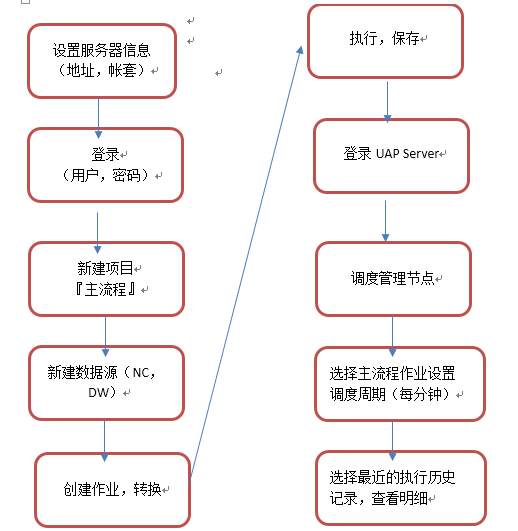 设置服务器信息
（地址，帐套）
登录
（用户，密码）
新建项目
『主流程』
新建数据源（NC，
DW）
创建作业，转换
执行，保存
登录 UAP Server
调度管理节点
选择主流程作业设置
调度周期（每分钟）
选择最近的执行历史
记录，查看明细